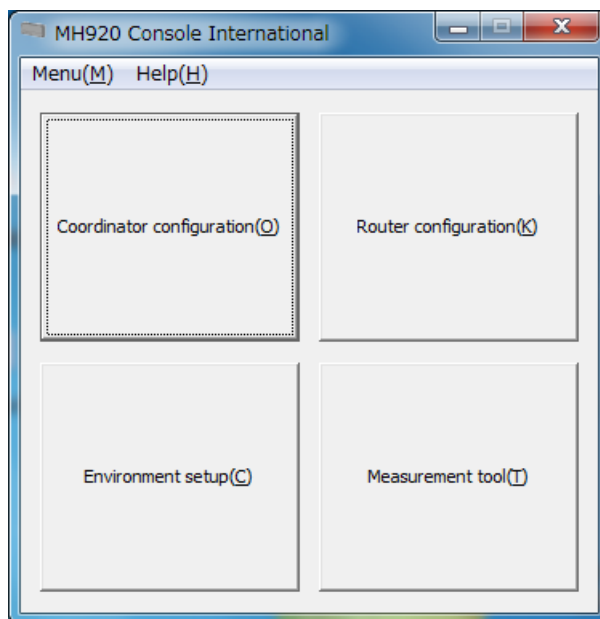 MH920 Console International
Menu(M) Help(H)
Coordinator configuration(O) Router configuration(K)
Environment setup(C) Measurement tool(T)